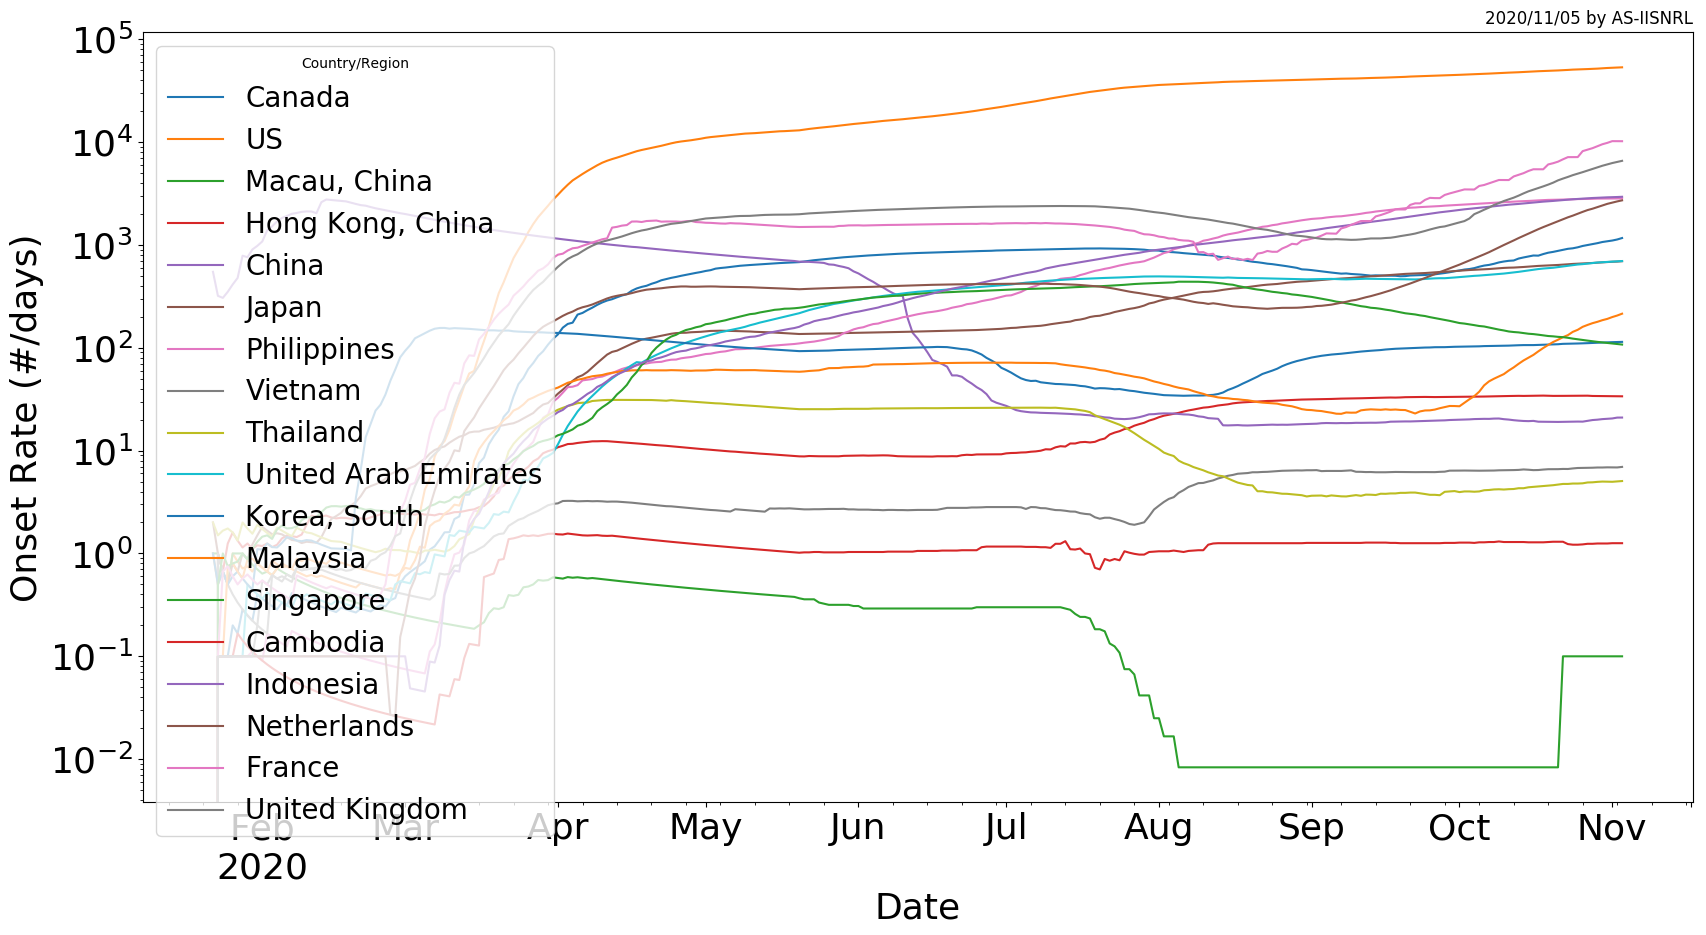 2020/11/05 by AS-IISNRL
10^5
10^4
10^3
10^2
10^1
10^0
10^-1
10^-2
Onset Rate (#/days)
Country/Region
Canada
US
Macau, China
Hong Kong, China
China
Japan
Philippines
Vietnam
Thailand
United Arab Emirates
Korea, South
Malaysia
Singapore
Cambodia
Indonesia
Netherlands
France
United Kingdom
Feb Mar Apr May Jun Jul Aug Sep Oct Nov
2020
Date